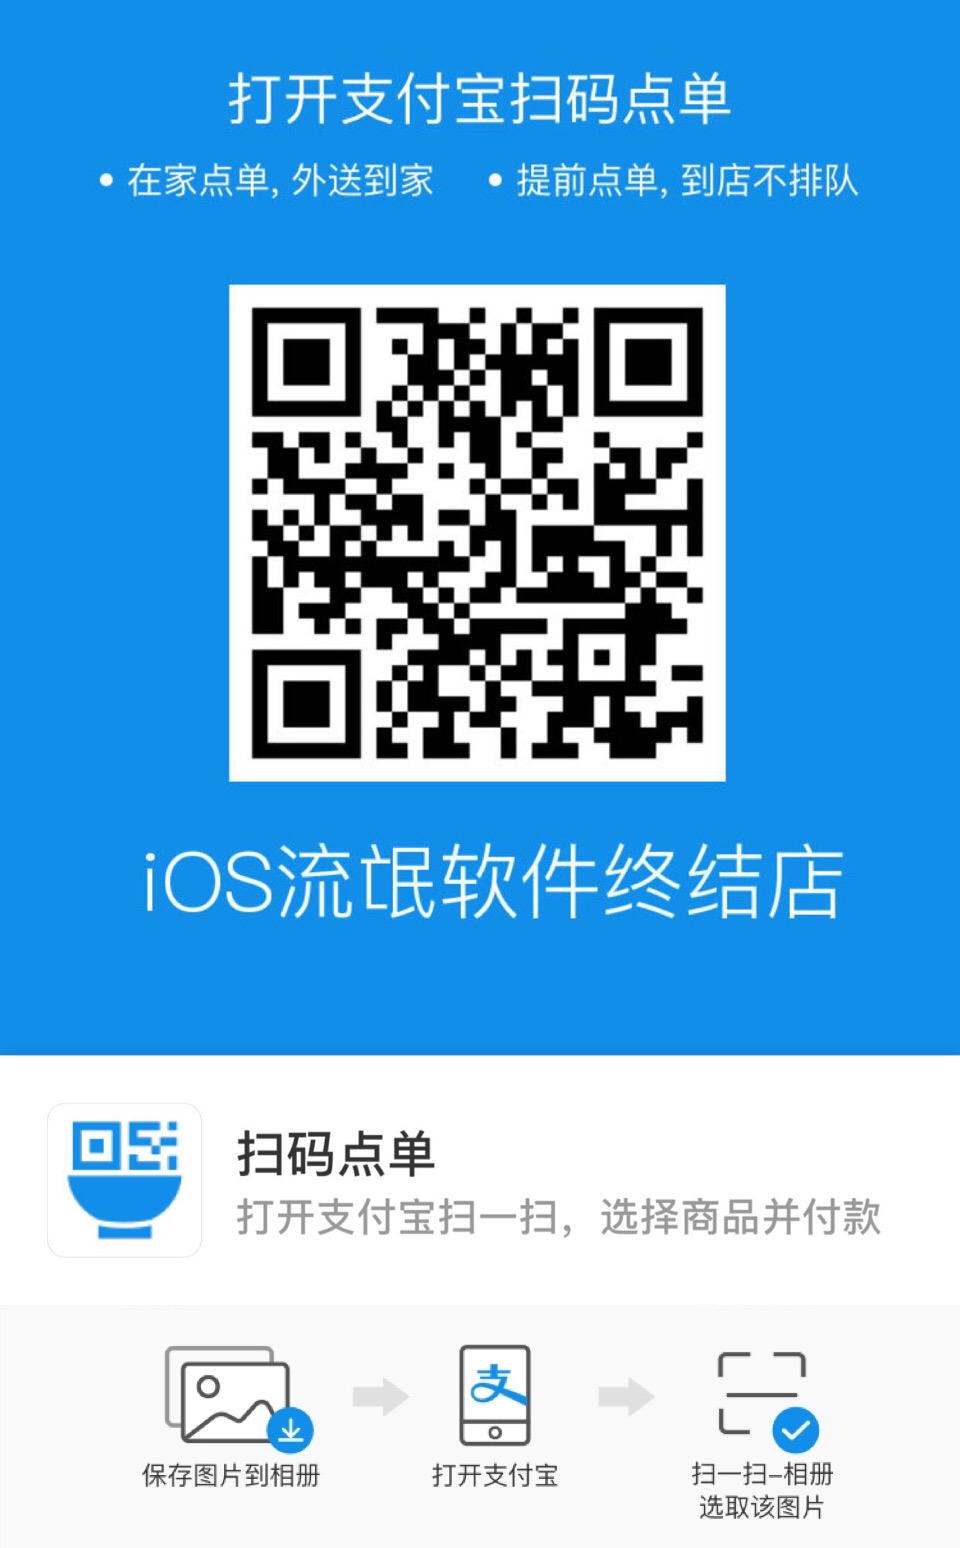 打开支付宝扫码点单
• 在家点单, 外送到家 • 提前点单, 到店不排队
iOS流氓软件终结店
扫码点单
打开支付宝扫一扫，选择商品并付款
支
保存图片到相册
打开支付宝
扫一扫–相册
选取该图片